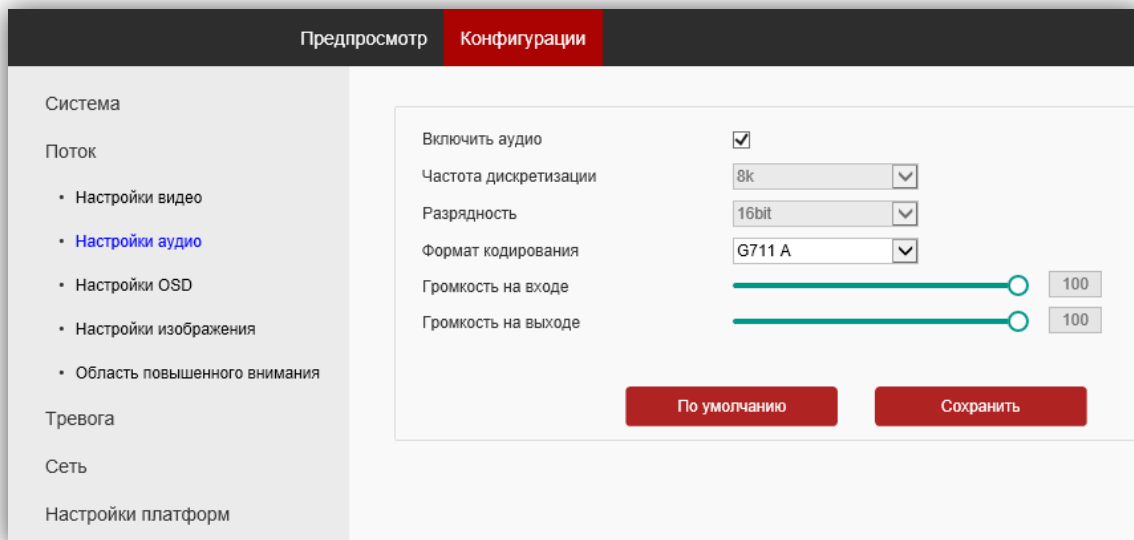 Предпросмотр Конфигурации
Система
Поток
• Настройки видео
• Настройки аудио
• Настройки OSD
• Настройки изображения
• Область повышенного внимания
Тревога
Сеть
Настройки платформ
Включить аудио
Частота дискретизации 8k
Разрядность 16bit
Формат кодирования G711 A
Громкость на входе 100
Громкость на выходе 100
По умолчанию Сохранить